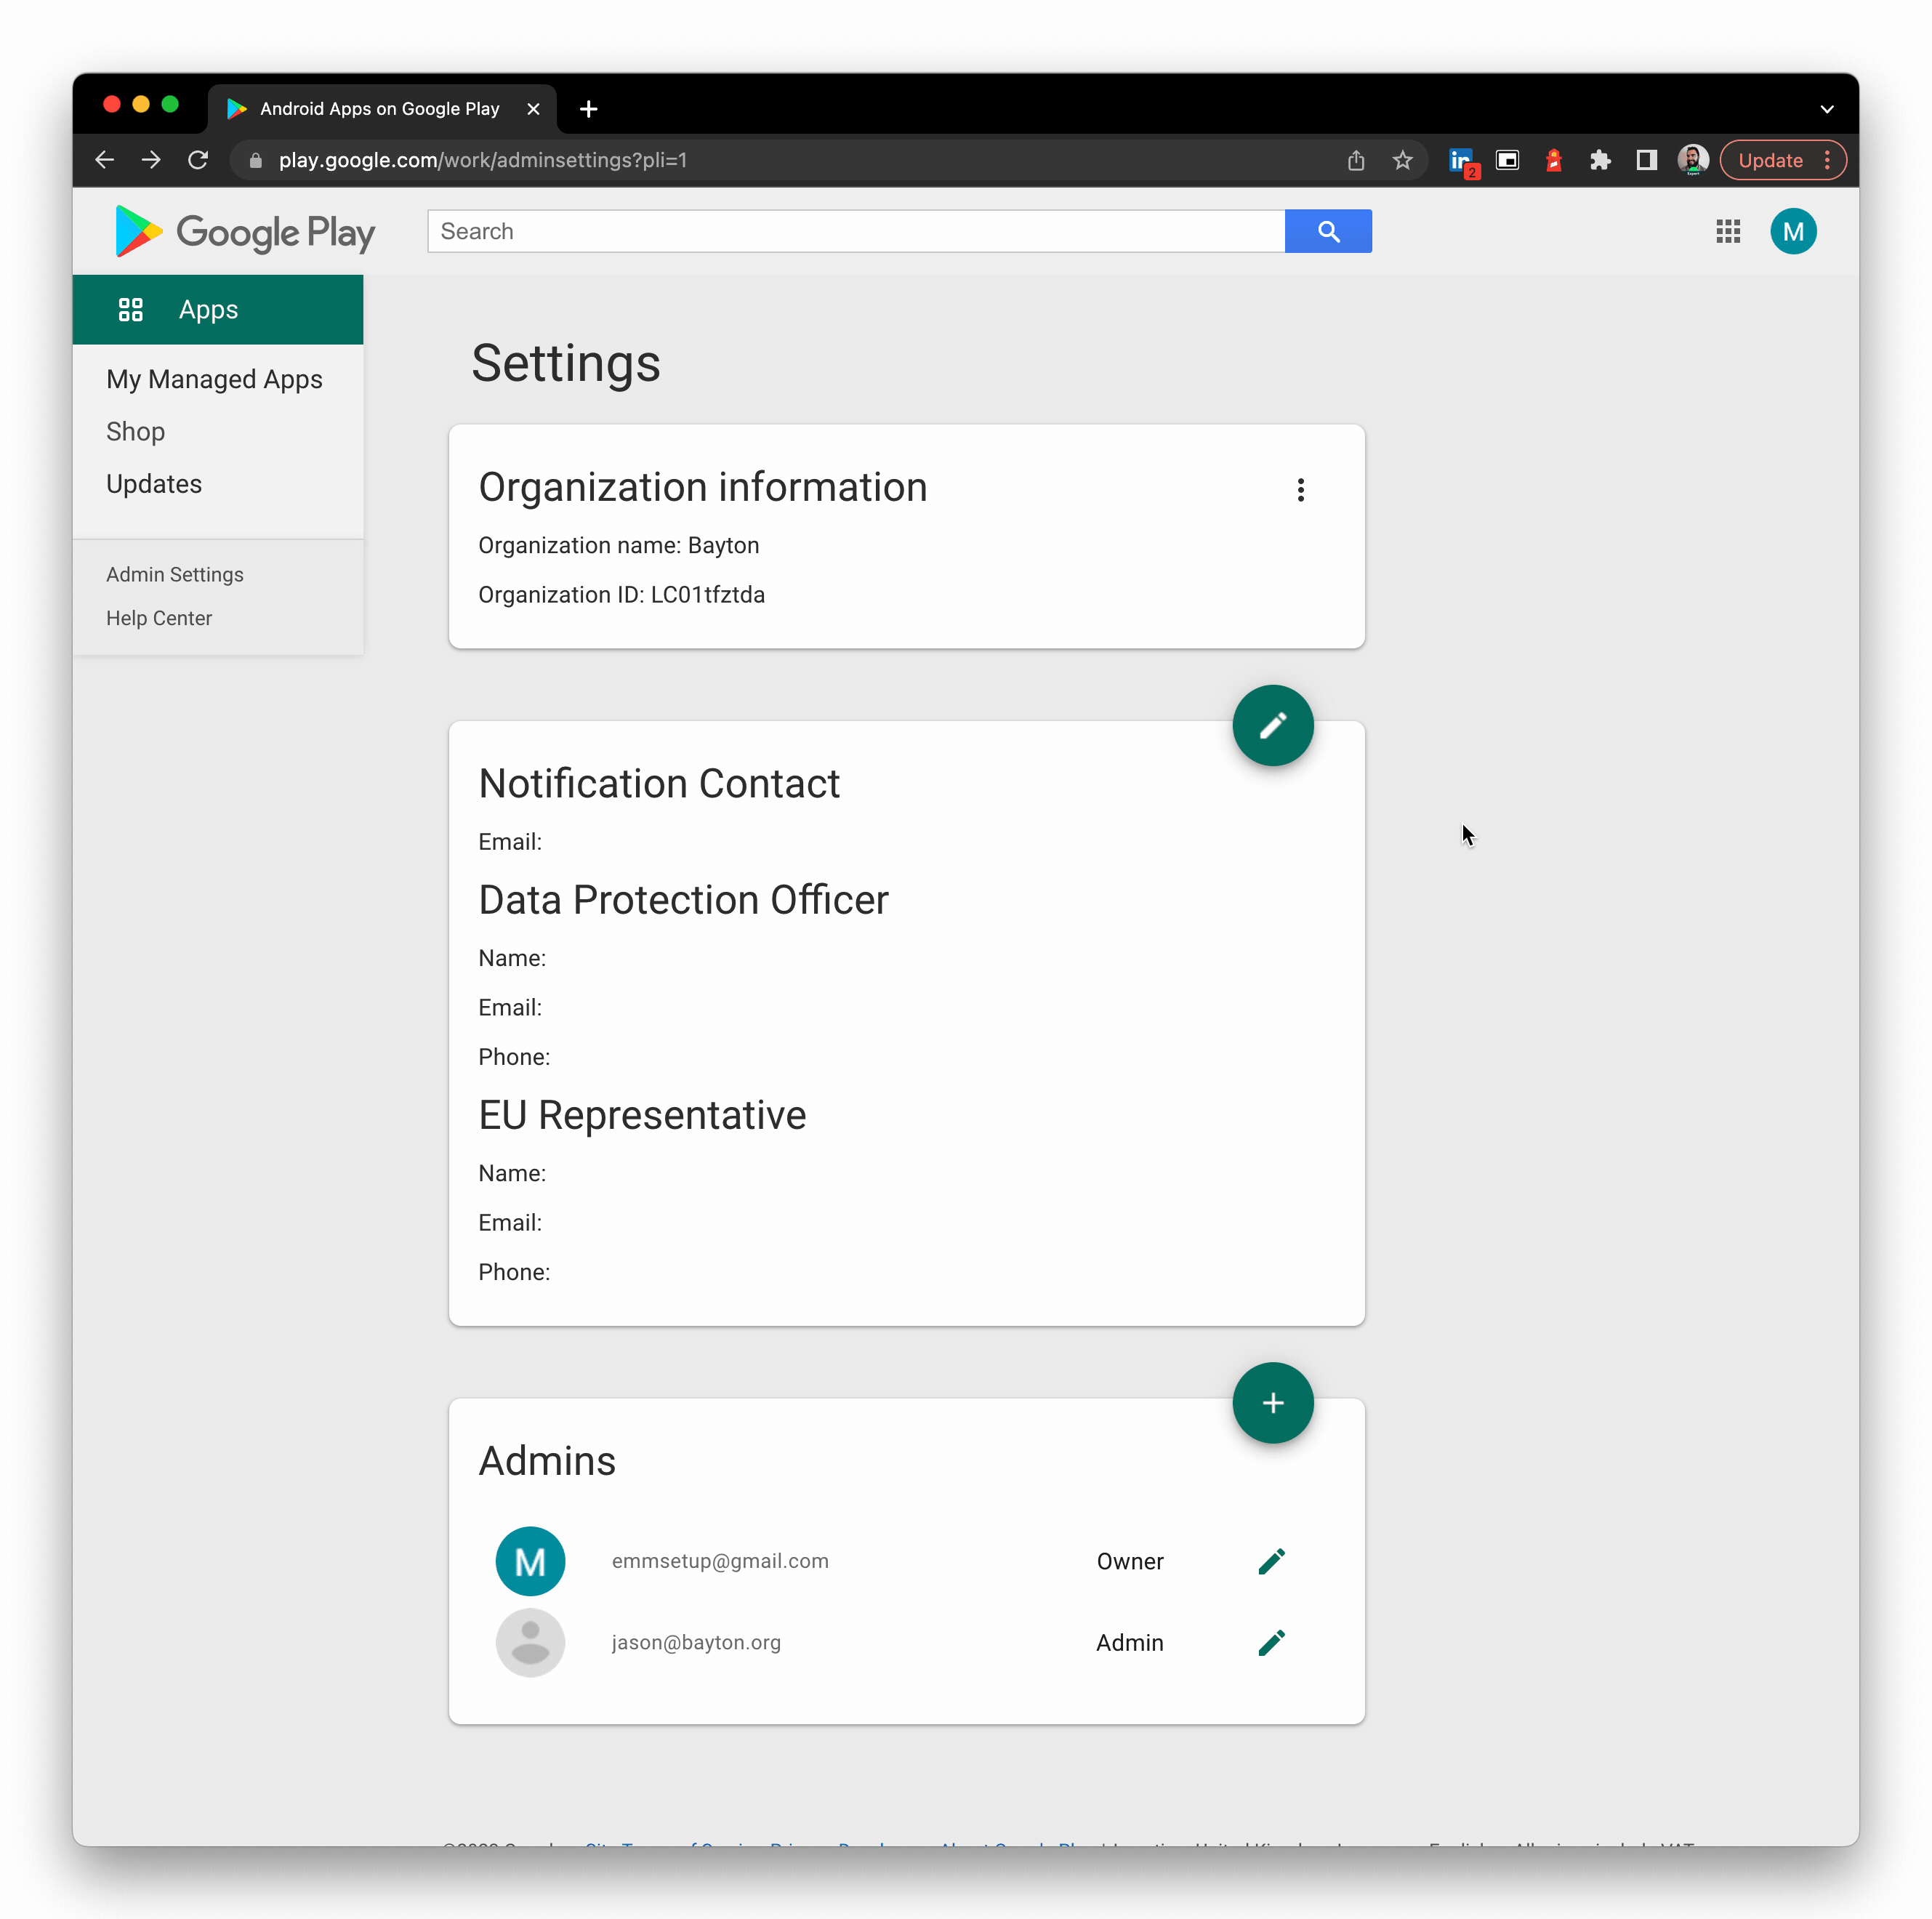 Android Apps on Google Play
play.google.com/work/adminsettings?pli=1
in 2
Update
Google Play
Search
M
Apps
My Managed Apps
Shop
Updates
Admin Settings
Help Center
Settings
Organization information
Organization name: Bayton
Organization ID: LC01tfztda
Notification Contact
Email:
Data Protection Officer
Name:
Email:
Phone:
EU Representative
Name:
Email:
Phone:
Admins
M emmsetup@gmail.com Owner
jason@bayton.org Admin